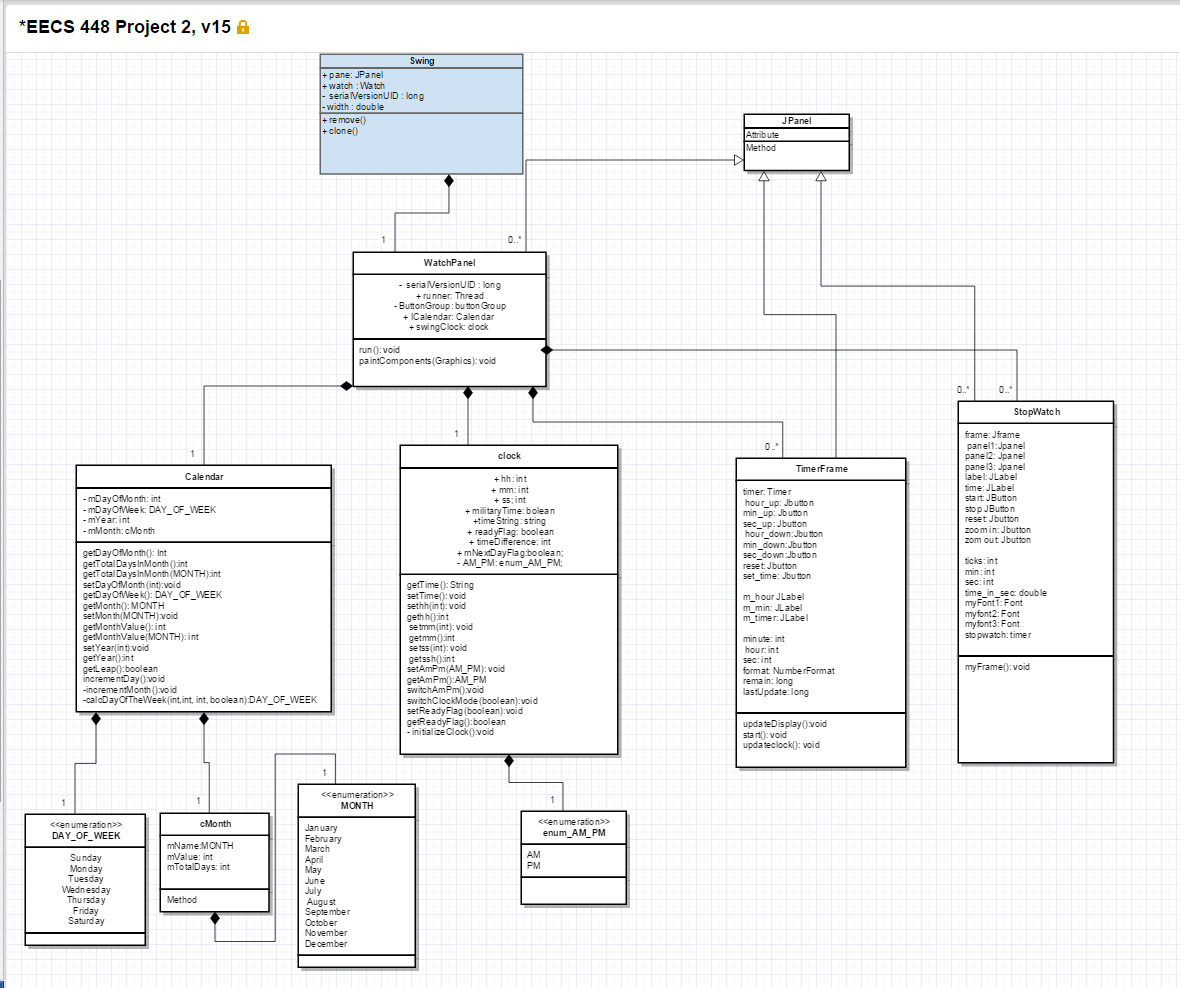 *EECS 448 Project 2, v15
Swing
+ pane: JPanel
+ watch : Watch
- serialVersionUID : long
- width : double
+ remove()
+ clone()
JPanel
Attribute
Method
1
0..*
WatchPanel
- serialVersionUID : long
+ runner: Thread
- ButtonGroup: buttonGroup
+ lCalendar: Calendar
+ swingClock: clock
run(): void
paintComponents(Graphics): void
0..*
0..*
StopWatch
frame: Jframe
panel1: Jpanel
panel2: Jpanel
panel3: Jpanel
label: JLabel
time: JLabel
start: JButton
stop JButton
reset: Jbutton
zoom in: Jbutton
zom out: Jbutton
ticks: int
min: int
sec: int
time_in_sec: double
myFont1: Font
myfont2: Font
myfont3: Font
stopwatch: timer
myFrame(): void
1
Calendar
- mDayOfMonth: int
- mDayOfWeek: DAY_OF_WEEK
- mYear: int
- mMonth: cMonth
getDayOfMonth(): Int
getTotalDaysInMonth():int
getTotalDaysInMonth(MONTH):int
setDayOfMonth(int):void
getDayOfWeek(): DAY_OF_WEEK
getMonth(): MONTH
setMonth(MONTH):void
getMonthValue(): int
getMonthValue(MONTH): int
setYear(int):void
getYear():int
getLeap():boolean
incrementDay():void
-incrementMonth():void
-calcDayOfTheWeek(int,int, int, boolean):DAY_OF_WEEK
1
clock
+ hh: int
+ mm: int
+ ss: int
+ militaryTime: bolean
+timeString: string
+ readyFlag: boolean
+ timeDifference: int
+ mNextDayFlag:boolean;
- AM_PM: enum_AM_PM;
getTime(): String
setTime(): void
sethh(int): void
gethh():int
setmm(int): void
getmm():int
setss(int): void
getssh():int
setAmPm(AM_PM): void
getAmPm():AM_PM
switchAmPm():void
switchClockMode(boolean):void
setReadyFlag(boolean):void
getReadyFlag():boolean
- initializeClock():void
0..*
TimerFrame
timer: Timer
hour_up: Jbutton
min_up: Jbutton
sec_up: Jbutton
hour_down:Jbutton
min_down:Jbutton
sec_down:Jbutton
reset: Jbutton
set_time: Jbutton
m_hour JLabel
m_min: JLabel
m_timer: JLabel
minute: int
hour: int
sec: int
format: NumberFormat
remain: long
lastUpdate: long
updateDisplay():void
start(): void
updateclock(): void
1
<<enumeration>>
DAY_OF_WEEK
Sunday
Monday
Tuesday
Wednesday
Thursday
Friday
Saturday
1
cMonth
mName:MONTH
mValue: int
mTotalDays: int
Method
1
<<enumeration>>
MONTH
January
February
March
April
May
June
July
August
September
October
November
December
1
<<enumeration>>
enum_AM_PM
AM
PM